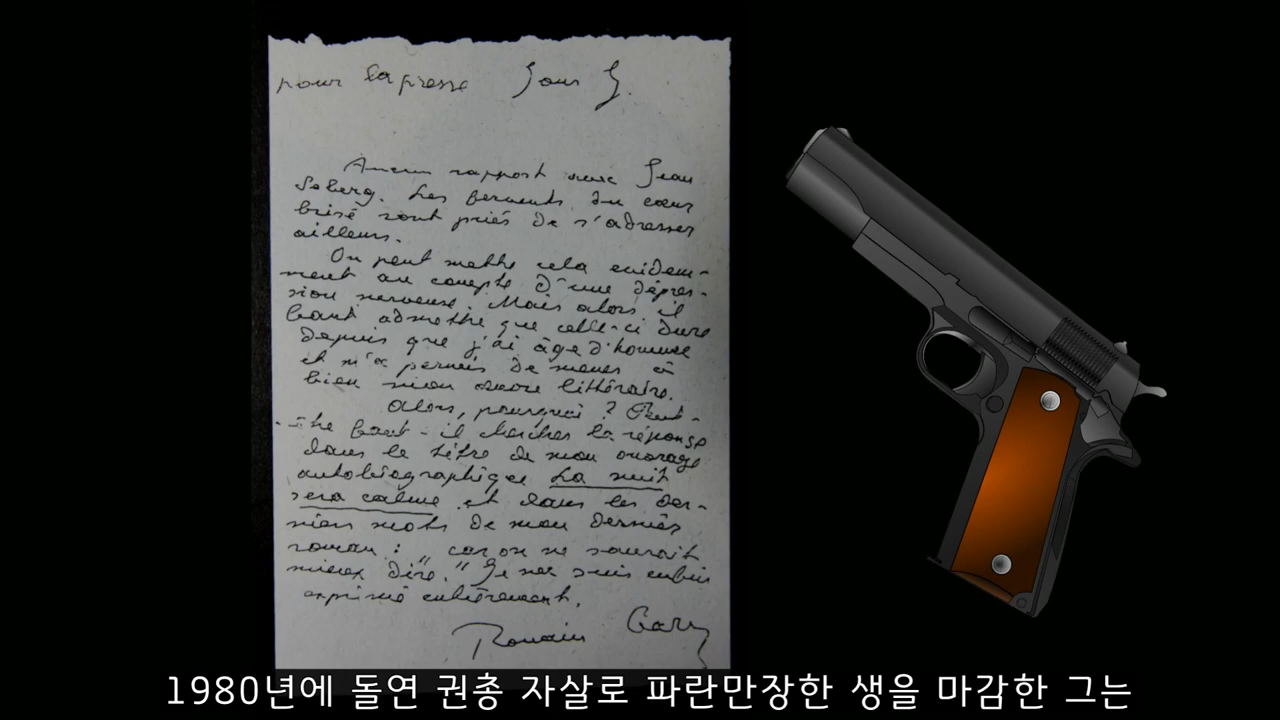 pour la presse Jour J.
Aucun rapport avec Jean
Seberg. Les fervents du cœur
brisé sont priés de s'adresser
ailleurs.
On peut mettre cela évidem-
ment au compte d'une dépres-
sion nerveuse. Mais alors il
faut admettre que celle-ci dure
depuis que j'ai âge d'homme
et m'a permis de mener à
bien mon œuvre littéraire.
Alors, pourquoi ? Peut-
-être faut-il chercher la réponse
dans le titre de mon ouvrage
autobiographique La nuit
sera calme et dans les der-
niers mots de mon dernier
roman : " car on ne saurait
mieux dire. " Je me suis enfin
exprimé entièrement.
Romain Gary
1980년에 돌연 권총 자살로 파란만장한 생을 마감한 그는